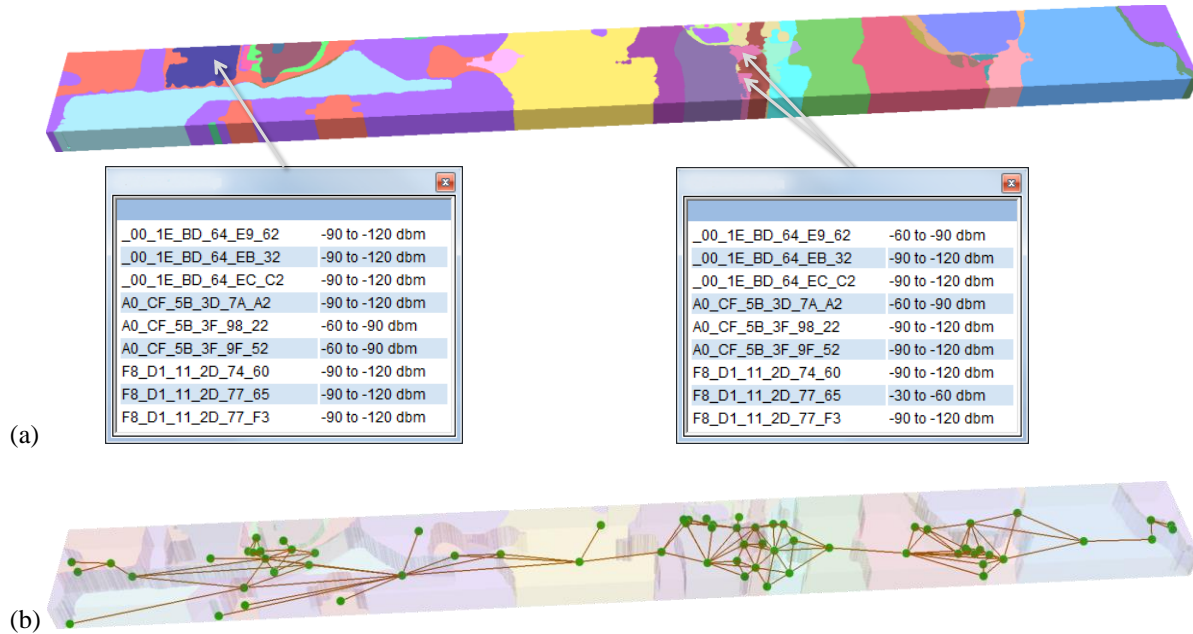 x
_00_1E_BD_64_E9_62 -90 to -120 dbm
_00_1E_BD_64_EB_32 -90 to -120 dbm
_00_1E_BD_64_EC_C2 -90 to -120 dbm
A0_CF_5B_3D_7A_A2 -90 to -120 dbm
A0_CF_5B_3F_98_22 -60 to -90 dbm
A0_CF_5B_3F_9F_52 -60 to -90 dbm
F8_D1_11_2D_74_60 -90 to -120 dbm
F8_D1_11_2D_77_65 -90 to -120 dbm
F8_D1_11_2D_77_F3 -90 to -120 dbm
x
_00_1E_BD_64_E9_62 -60 to -90 dbm
_00_1E_BD_64_EB_32 -90 to -120 dbm
_00_1E_BD_64_EC_C2 -90 to -120 dbm
A0_CF_5B_3D_7A_A2 -60 to -90 dbm
A0_CF_5B_3F_98_22 -90 to -120 dbm
A0_CF_5B_3F_9F_52 -90 to -120 dbm
F8_D1_11_2D_74_60 -90 to -120 dbm
F8_D1_11_2D_77_65 -30 to -60 dbm
F8_D1_11_2D_77_F3 -90 to -120 dbm
(a)
(b)